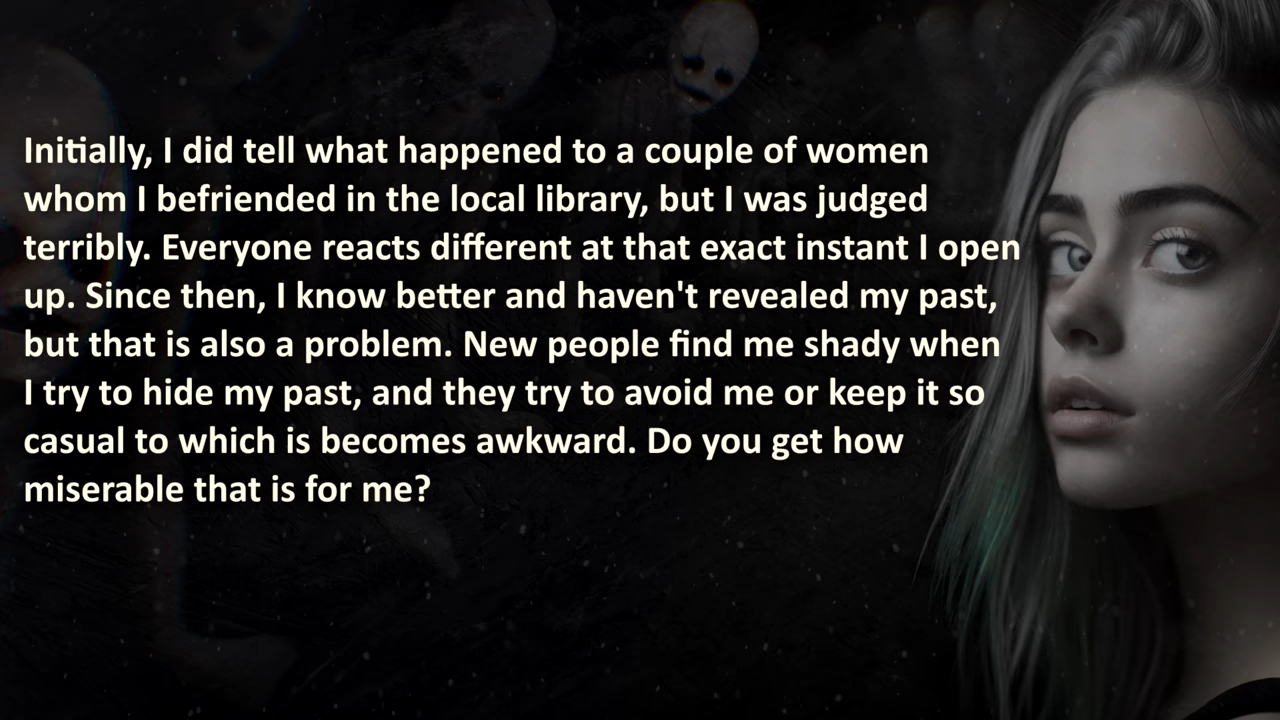 Initially, I did tell what happened to a couple of women
whom I befriended in the local library, but I was judged
terribly. Everyone reacts different at that exact instant I open
up. Since then, I know better and haven't revealed my past,
but that is also a problem. New people find me shady when
I try to hide my past, and they try to avoid me or keep it so
casual to which is becomes awkward. Do you get how
miserable that is for me?